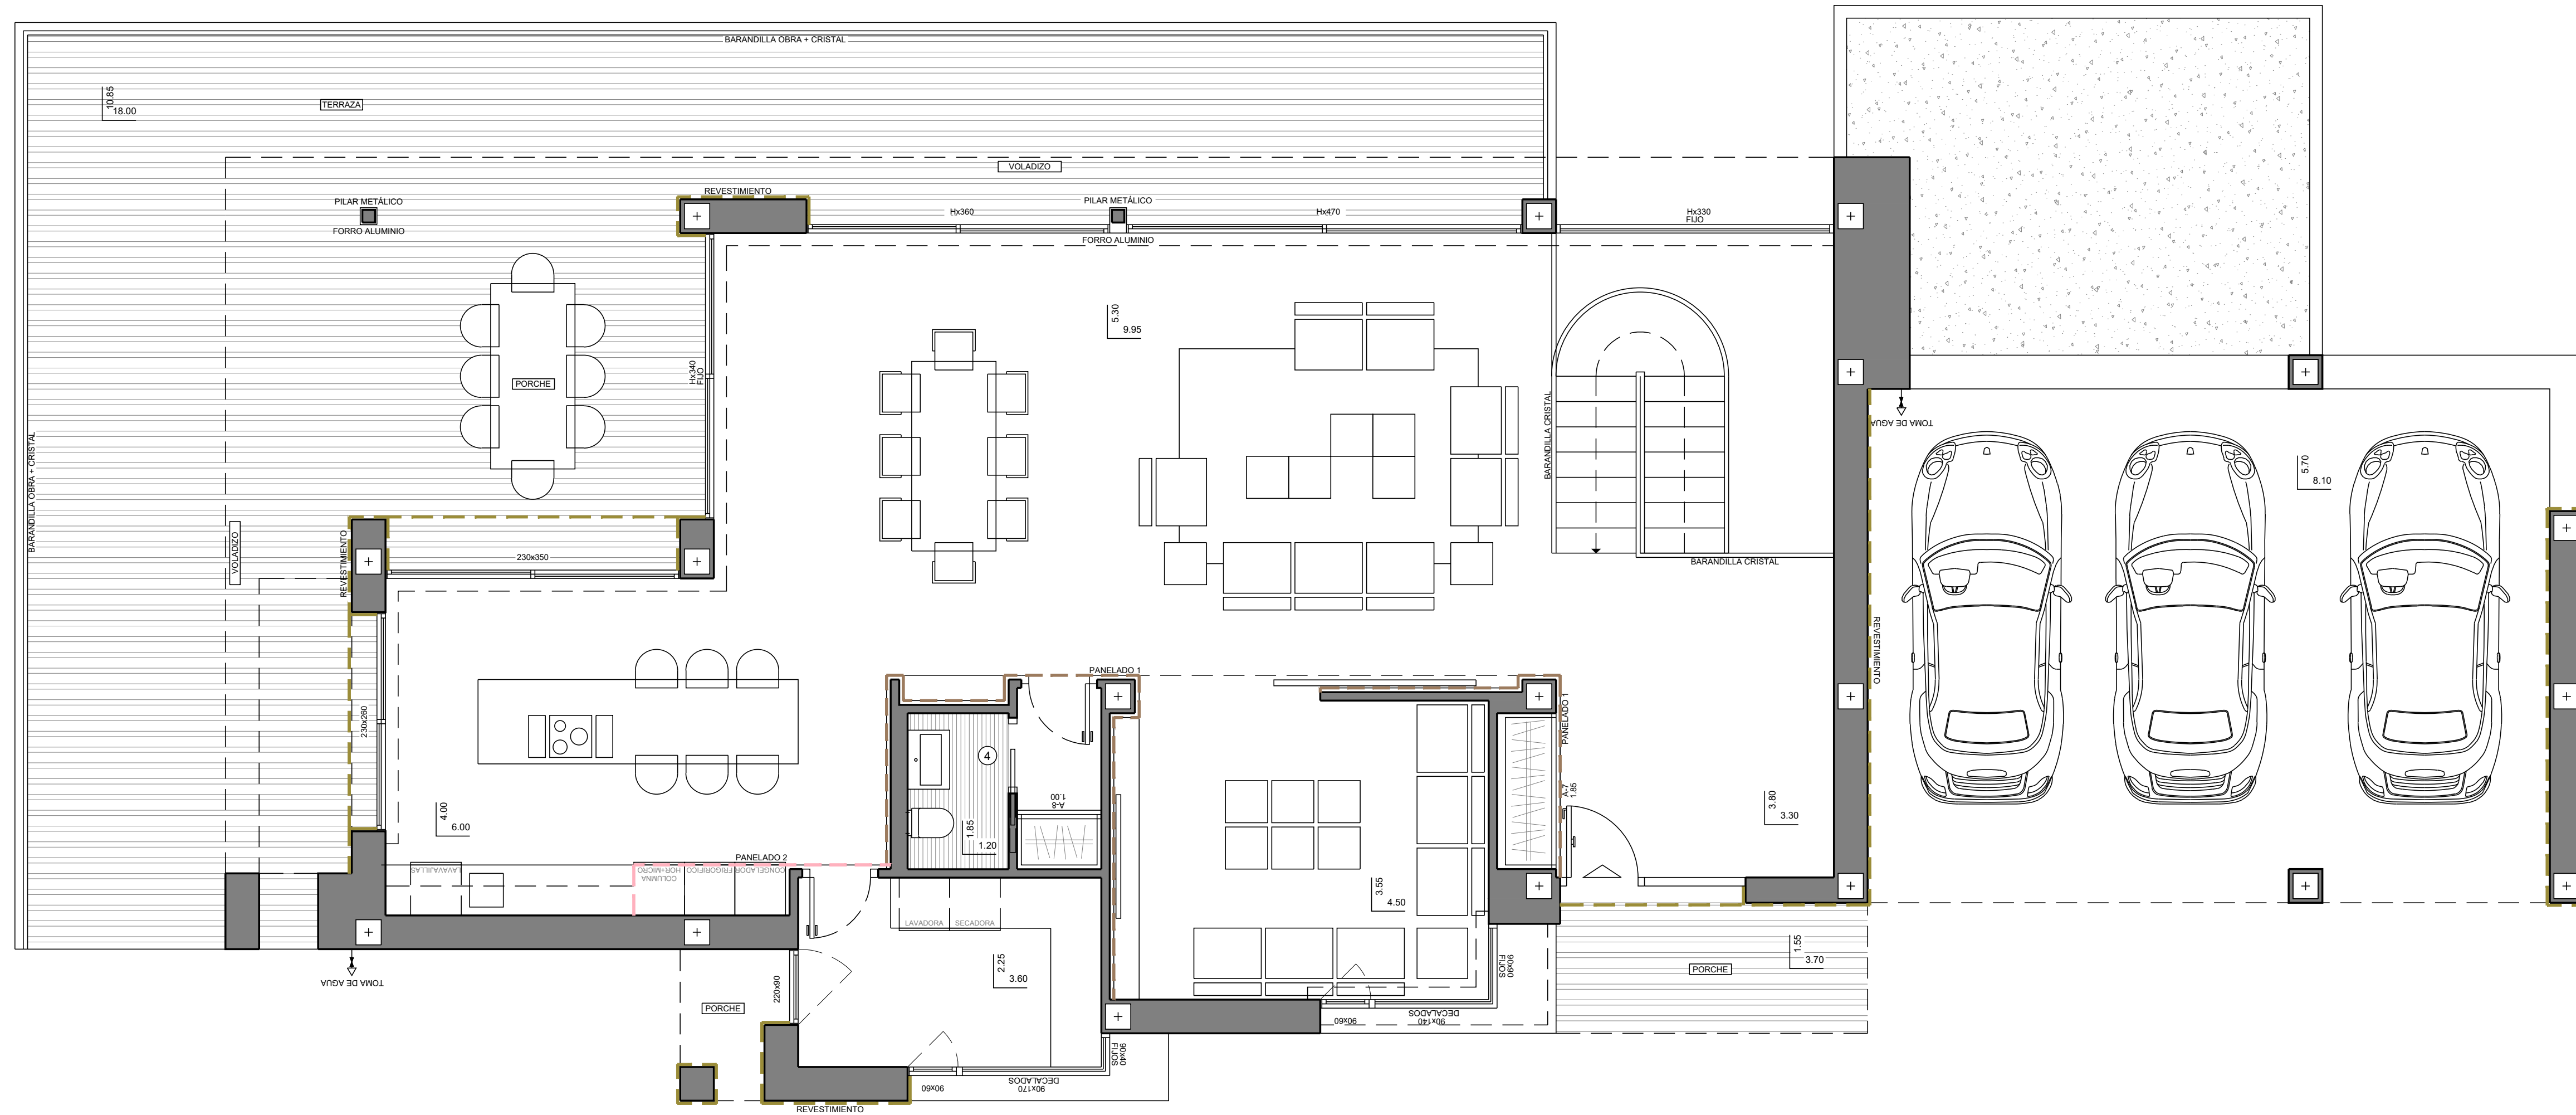 BARANDILLA OBRA + CRISTAL
10.85
18.00
TERRAZA
VOLADIZO
REVESTIMIENTO
PILAR METÁLICO
FORRO ALUMINIO
PILAR METÁLICO
FORRO ALUMINIO
Hx360
Hx470
Hx330
FIJO
5.30
9.95
Hx340
FIJO
PORCHE
BARANDILLA CRISTAL
BARANDILLA CRISTAL
TOMA DE AGUA
5.70
8.10
BARANDILLA OBRA + CRISTAL
VOLADIZO
REVESTIMIENTO
230x350
REVESTIMIENTO
230x260
PANELADO 1
PANELADO 1
4
A-8
1.00
A-7
1.85
3.80
3.30
4.00
6.00
1.85
1.20
PANELADO 2
LAVAVAJILLAS
COLUMNA
HOR+MICRO
FRIGORIFICO
CONGELADOR
3.55
4.50
LAVADORA
SECADORA
2.25
3.60
1.55
3.70
PORCHE
90x90
FIJOS
TOMA DE AGUA
220x90
PORCHE
90x60
90x140
DECALADOS
90x40
FIJOS
90x60
90x170
DECALADOS
REVESTIMIENTO